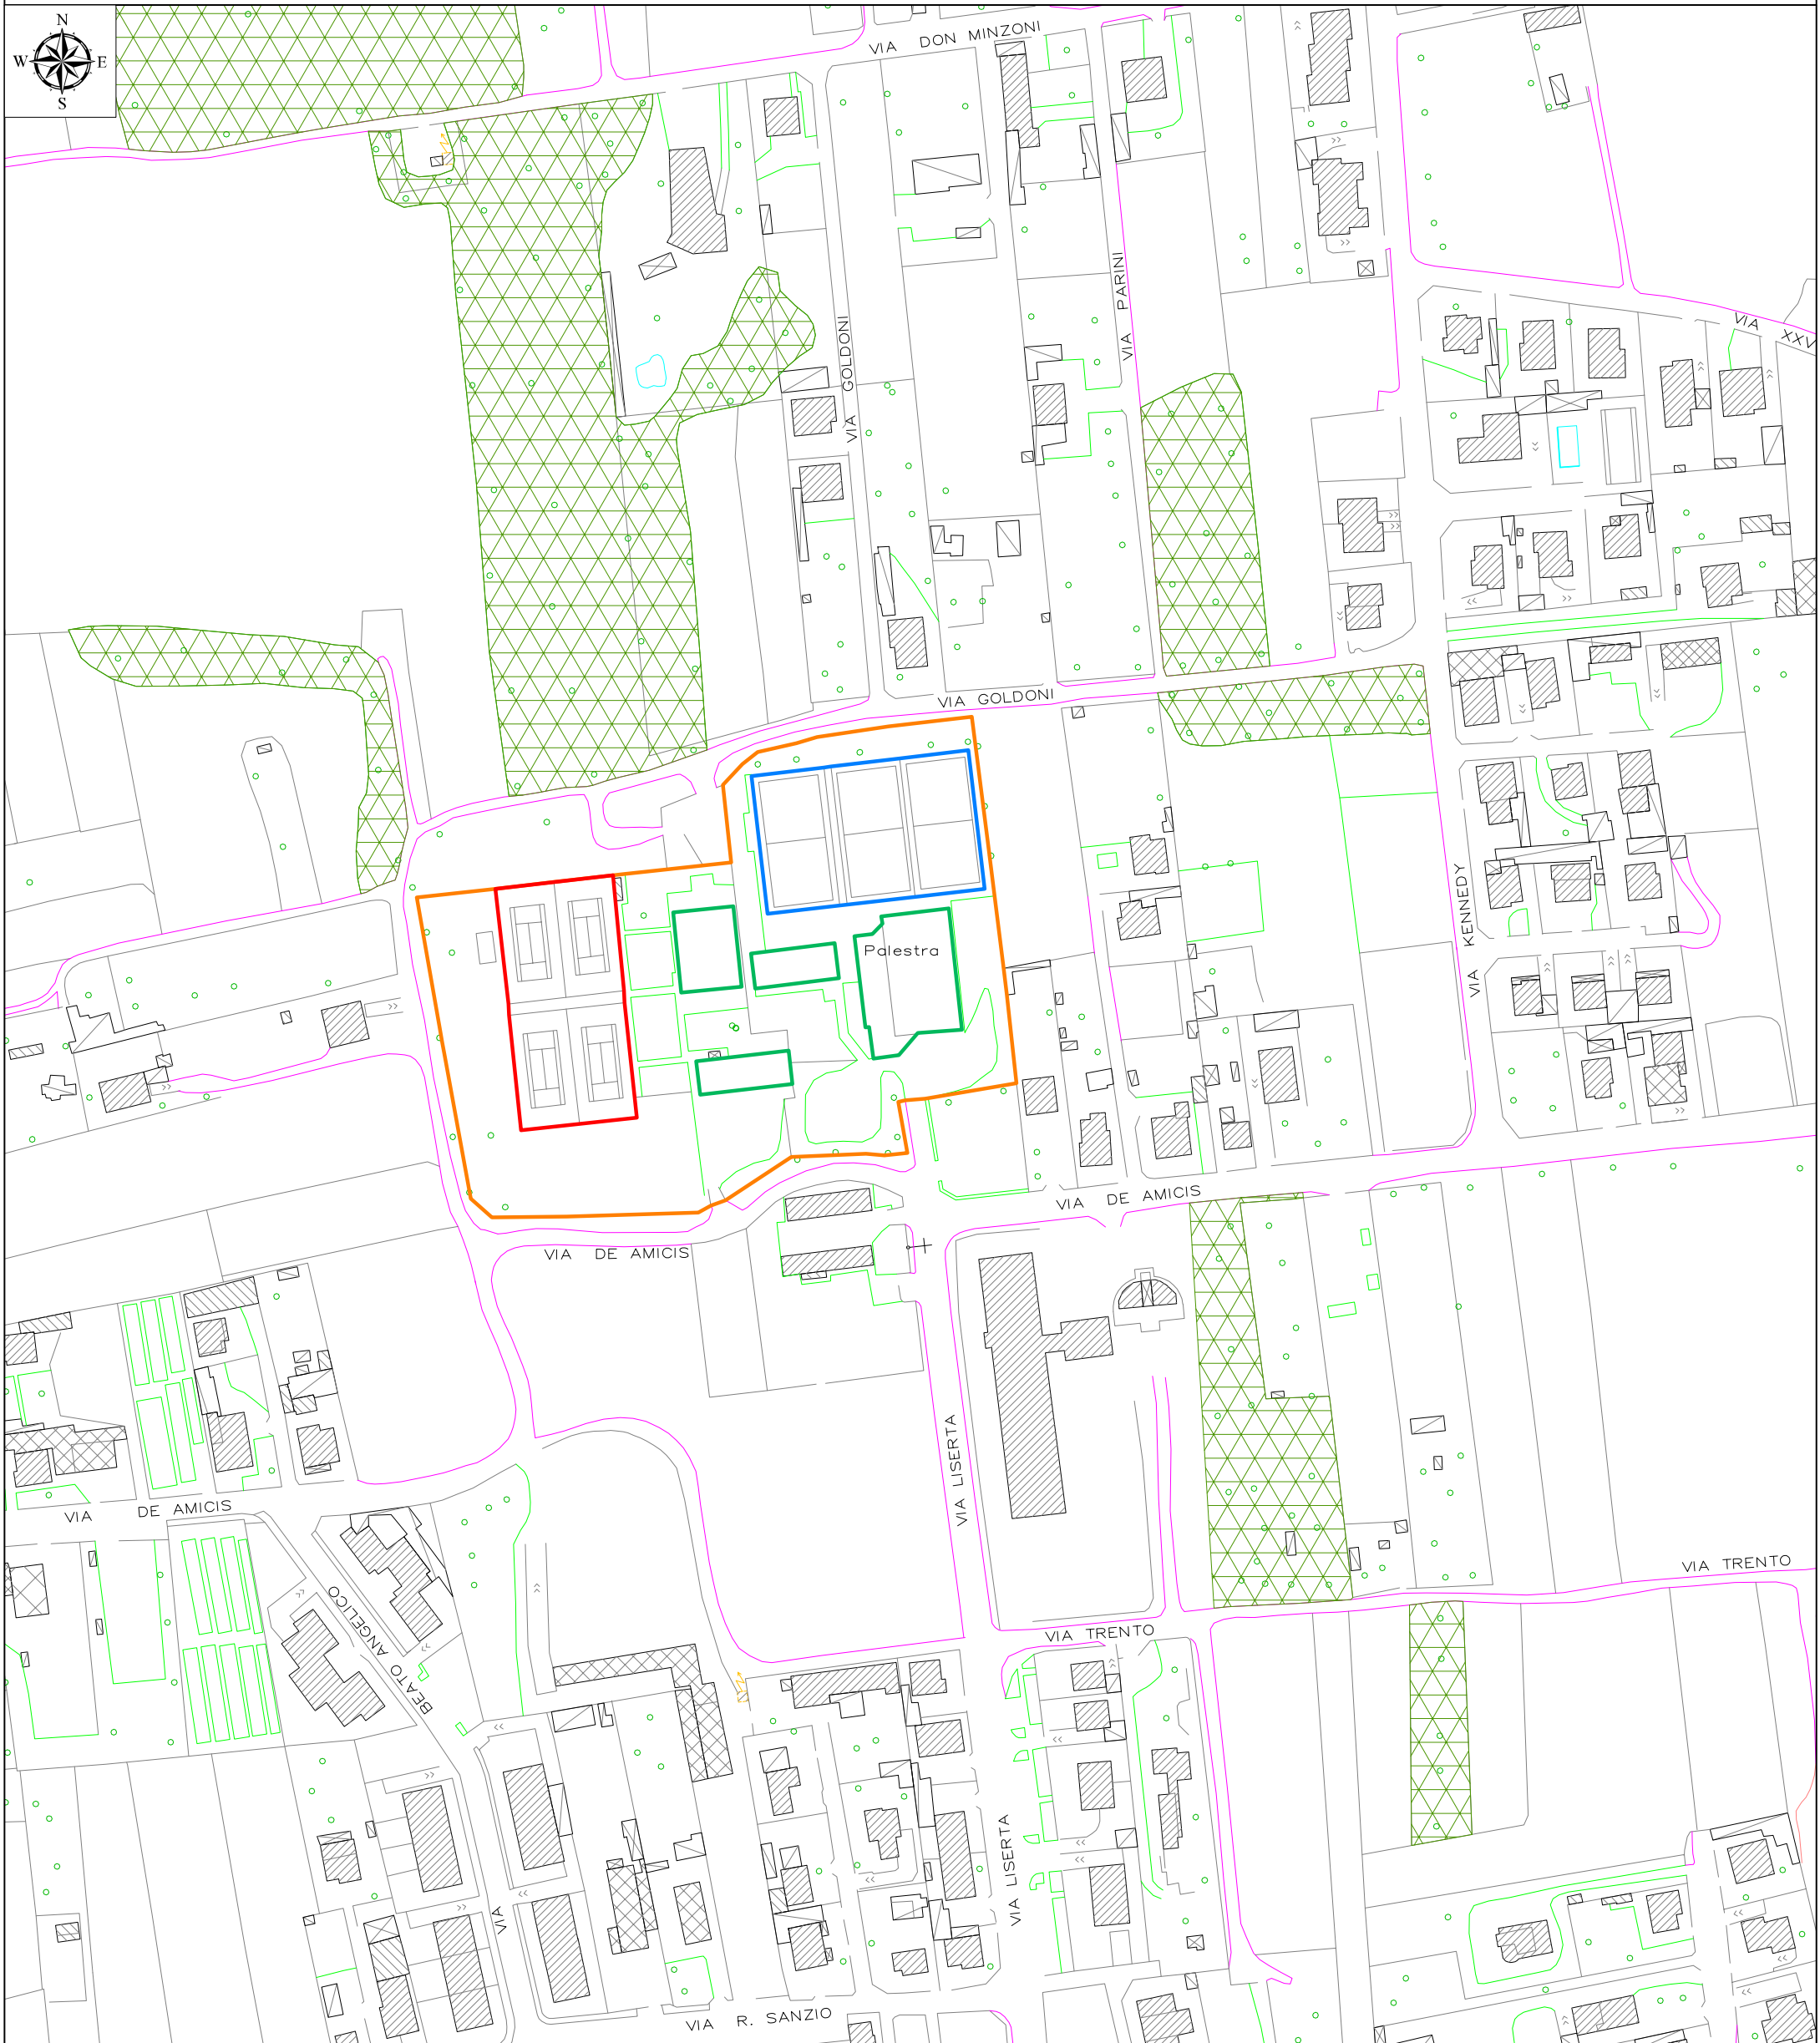 N
W E
S
VIA DON MINZONI
VIA PARINI
VIA GOLDONI
VIA XXV
VIA GOLDONI
VIA KENNEDY
Palestra
VIA DE AMICIS
VIA DE AMICIS
VIA LISERTA
VIA DE AMICIS
VIA TRENTO
BEATO ANGELICO
VIA TRENTO
VIA LISERTA
VIA
VIA R. SANZIO